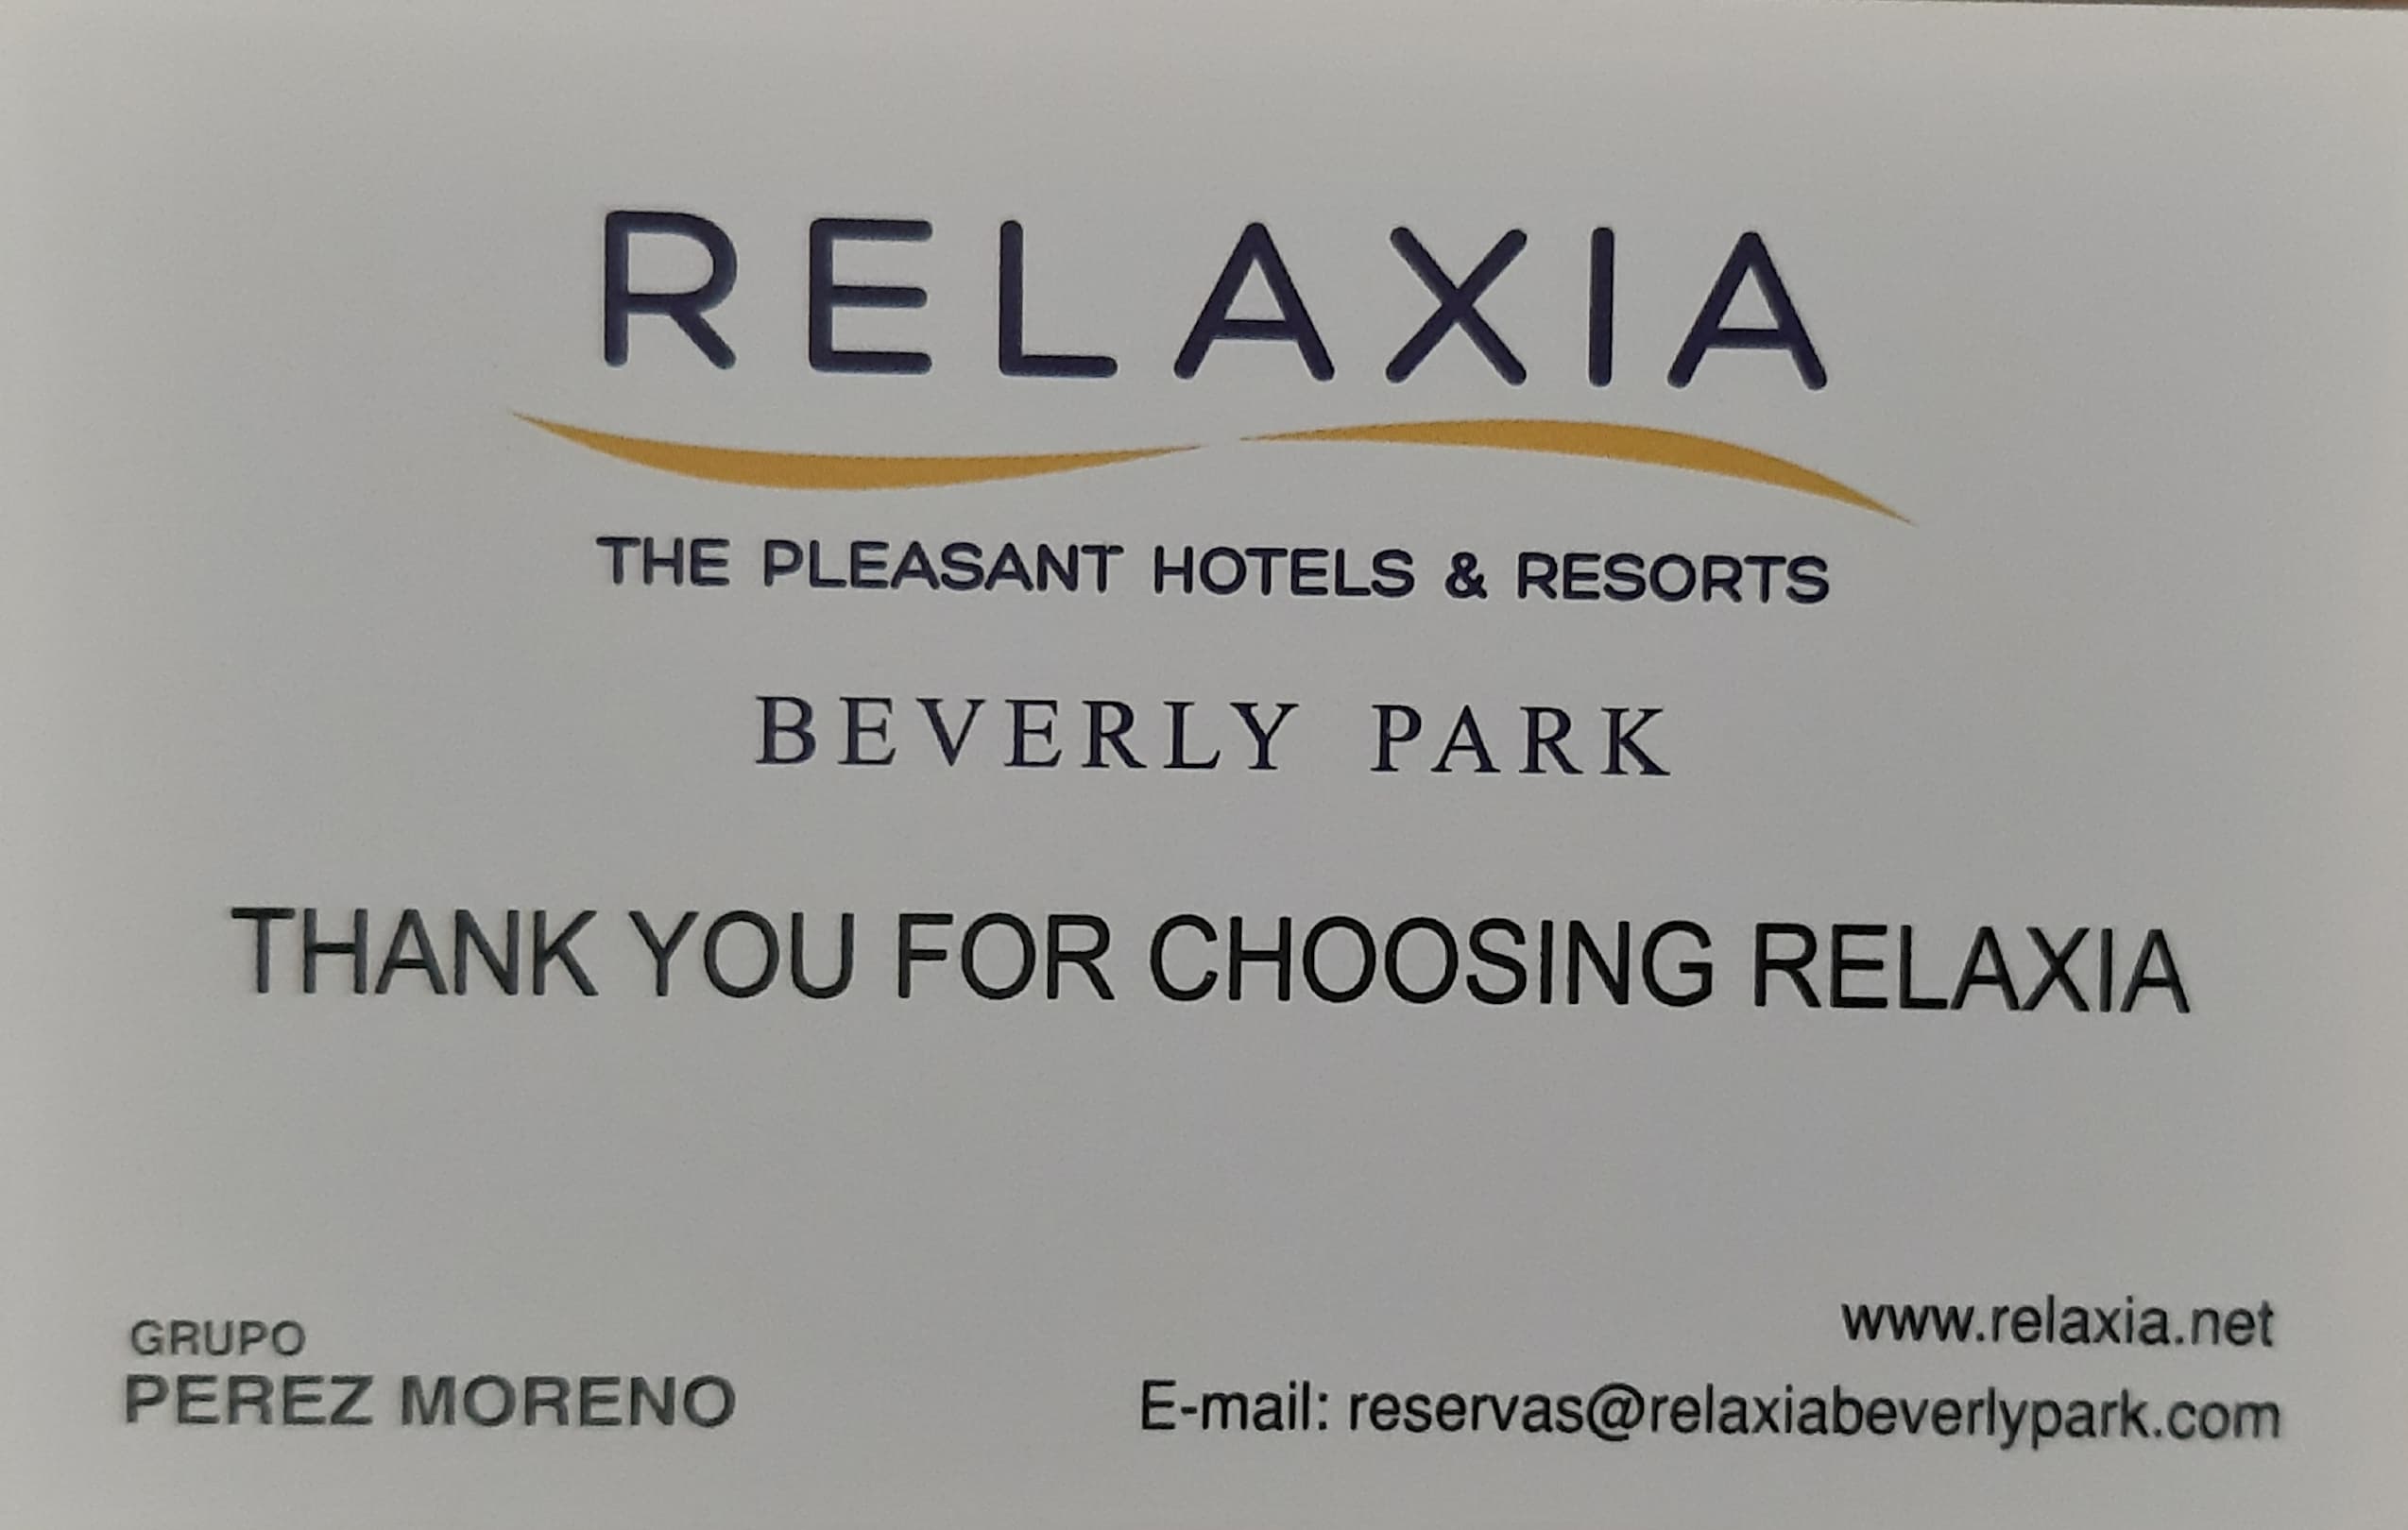 RELAXIA
THE PLEASANT HOTELS & RESORTS
BEVERLY PARK
THANK YOU FOR CHOOSING RELAXIA
GRUPO
PEREZ MORENO
www.relaxia.net
E-mail: reservas@relaxiabeverlypark.com